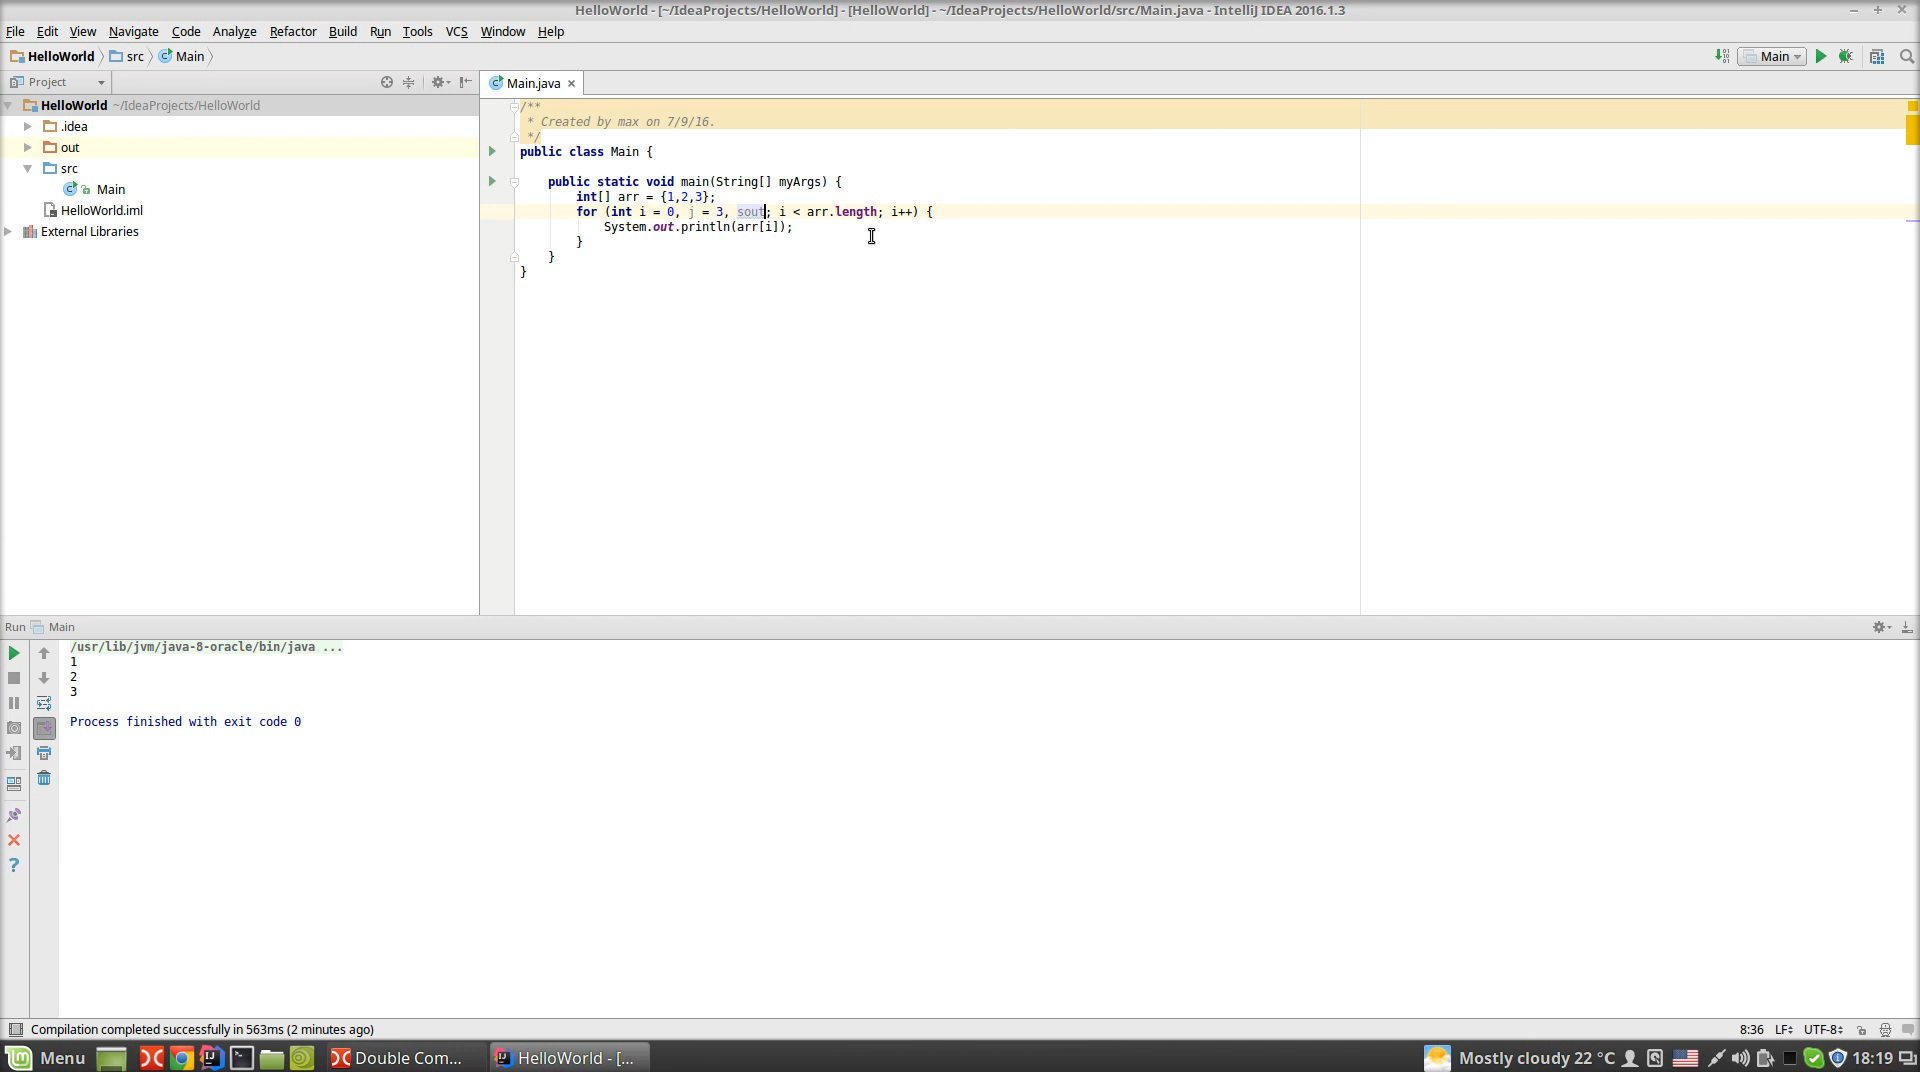 HelloWorld - [~/IdeaProjects/HelloWorld] - [HelloWorld] - ~/IdeaProjects/HelloWorld/src/Main.java - IntelliJ IDEA 2016.1.3
File Edit View Navigate Code Analyze Refactor Build Run Tools VCS Window Help
HelloWorld src Main
Main
Project
Main.java
HelloWorld ~/IdeaProjects/HelloWorld
.idea
out
src
Main
HelloWorld.iml
External Libraries
/**
* Created by max on 7/9/16.
*/
public class Main {
public static void main(String[] myArgs) {
int[] arr = {1,2,3};
for (int i = 0, j = 3, sout; i < arr.length; i++) {
System.out.println(arr[i]);
}
}
}
Run Main
/usr/lib/jvm/java-8-oracle/bin/java ...
1
2
3
Process finished with exit code 0
Compilation completed successfully in 563ms (2 minutes ago)
8:36 LF÷ UTF-8÷
Menu Double Com... HelloWorld - [... Mostly cloudy 22 °C 18:19